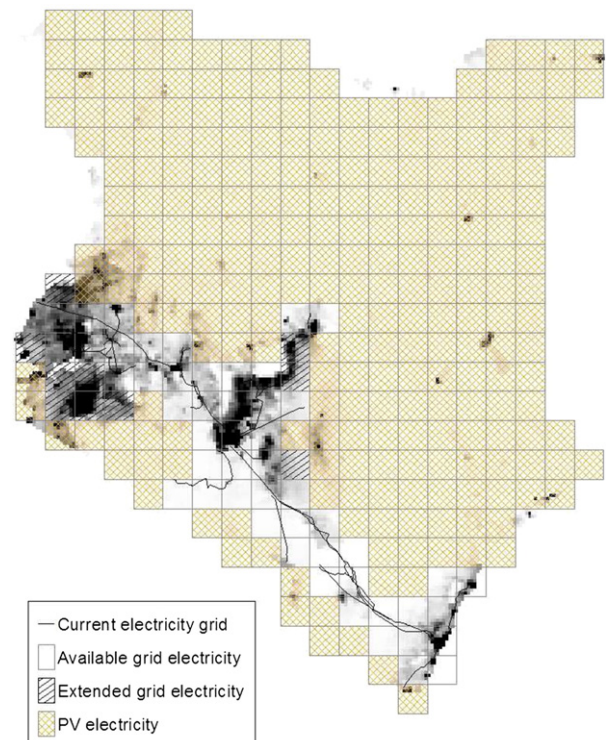 Current electricity grid
Available grid electricity
Extended grid electricity
PV electricity